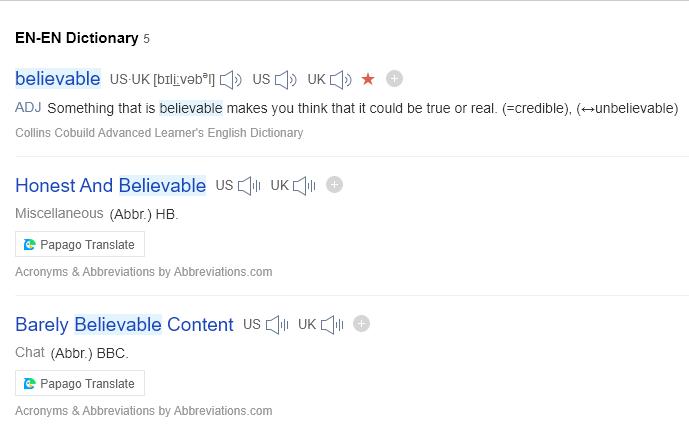 EN-EN Dictionary 5
believable US·UK [bɪliːvəbᵊl] US UK
ADJ Something that is believable makes you think that it could be true or real. (=credible), (↔unbelievable)
Collins Cobuild Advanced Learner's English Dictionary
Honest And Believable US UK
Miscellaneous (Abbr.) HB.
Papago Translate
Acronyms & Abbreviations by Abbreviations.com
Barely Believable Content US UK
Chat (Abbr.) BBC.
Papago Translate
Acronyms & Abbreviations by Abbreviations.com